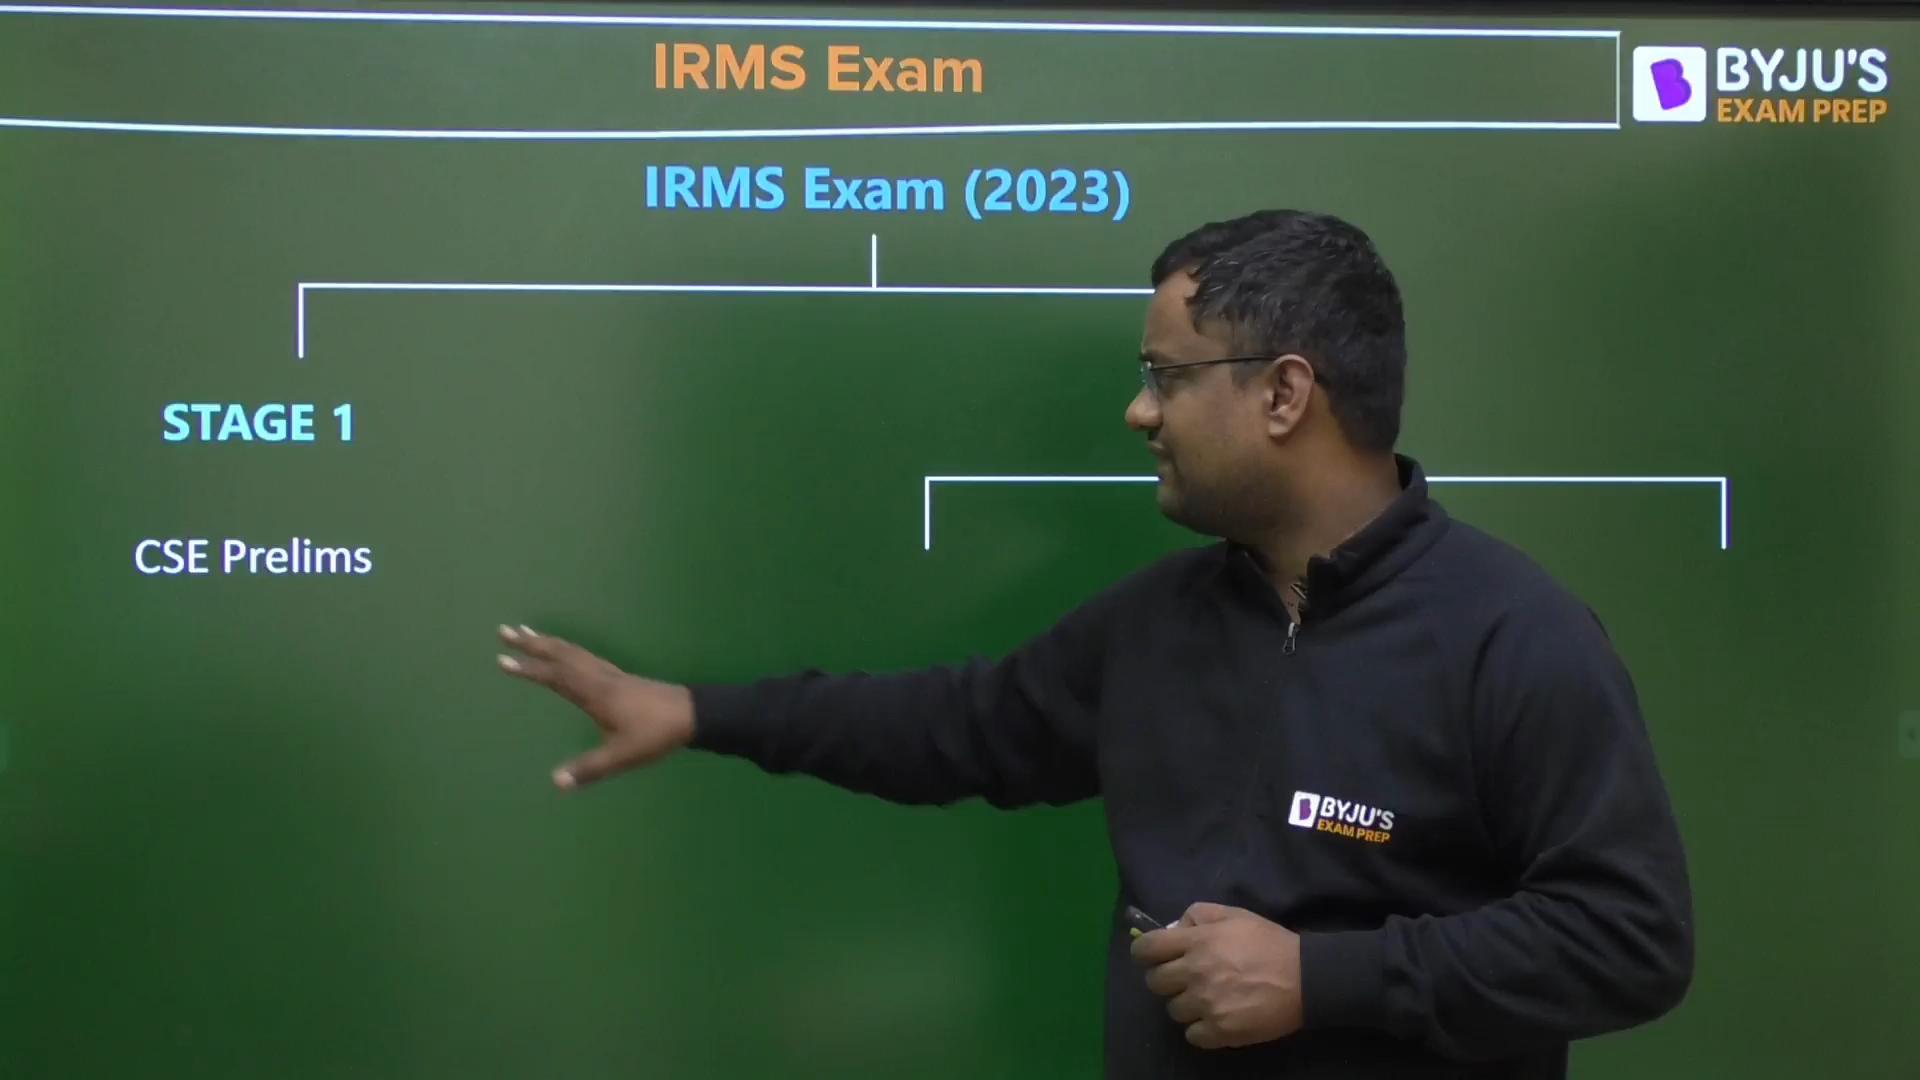 IRMS Exam
BYJU'S
EXAM PREP
IRMS Exam (2023)
STAGE 1
CSE Prelims
BYJU'S
EXAM PREP